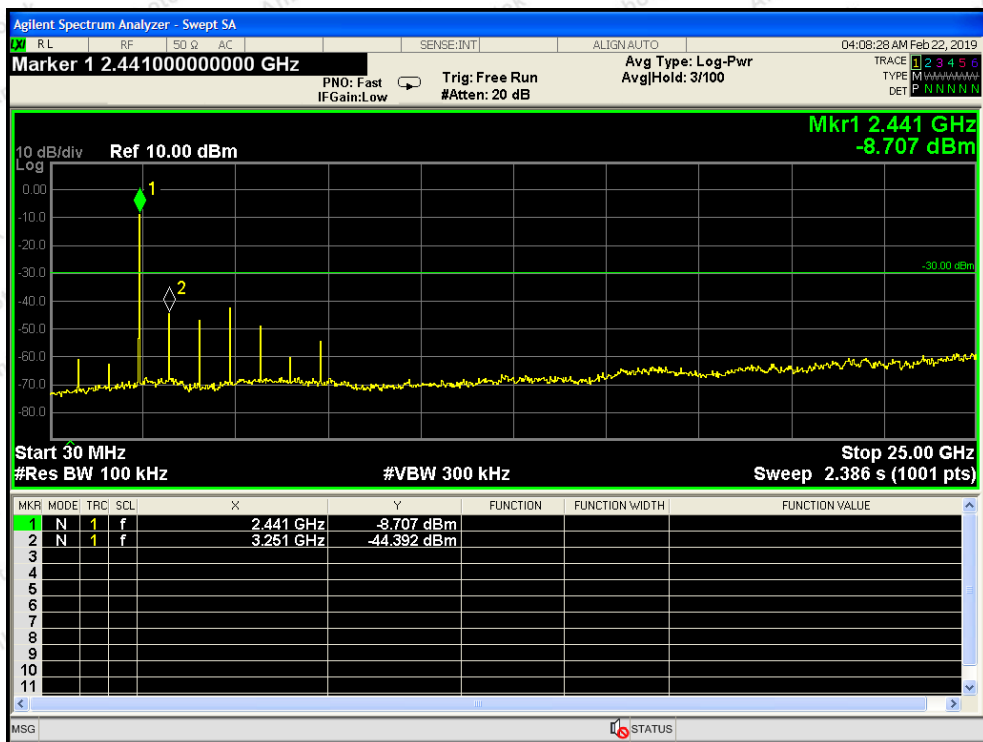 Agilent Spectrum Analyzer - Swept SA
LXI RL RF 50 Ω AC SENSE:INT ALIGN AUTO 04:08:28 AM Feb 22, 2019
Marker 1 2.441000000000 GHz
PNO: Fast
IFGain:Low
Trig: Free Run
#Atten: 20 dB
Avg Type: Log-Pwr
Avg|Hold: 3/100
TRACE 1 2 3 4 5 6
TYPE M
DET P N N N N N
Mkr1 2.441 GHz
-8.707 dBm
10 dB/div Ref 10.00 dBm
Log
0.00
1
-10.0
-20.0
-30.0
-30.00 dBm
2
-40.0
-50.0
-60.0
-70.0
-80.0
Start 30 MHz Stop 25.00 GHz
#Res BW 100 kHz #VBW 300 kHz Sweep 2.386 s (1001 pts)
MKR MODE TRC SCL X Y FUNCTION FUNCTION WIDTH FUNCTION VALUE
1 N 1 f 2.441 GHz -8.707 dBm
2 N 1 f 3.251 GHz -44.392 dBm
3
4
5
6
7
8
9
10
11
MSG STATUS